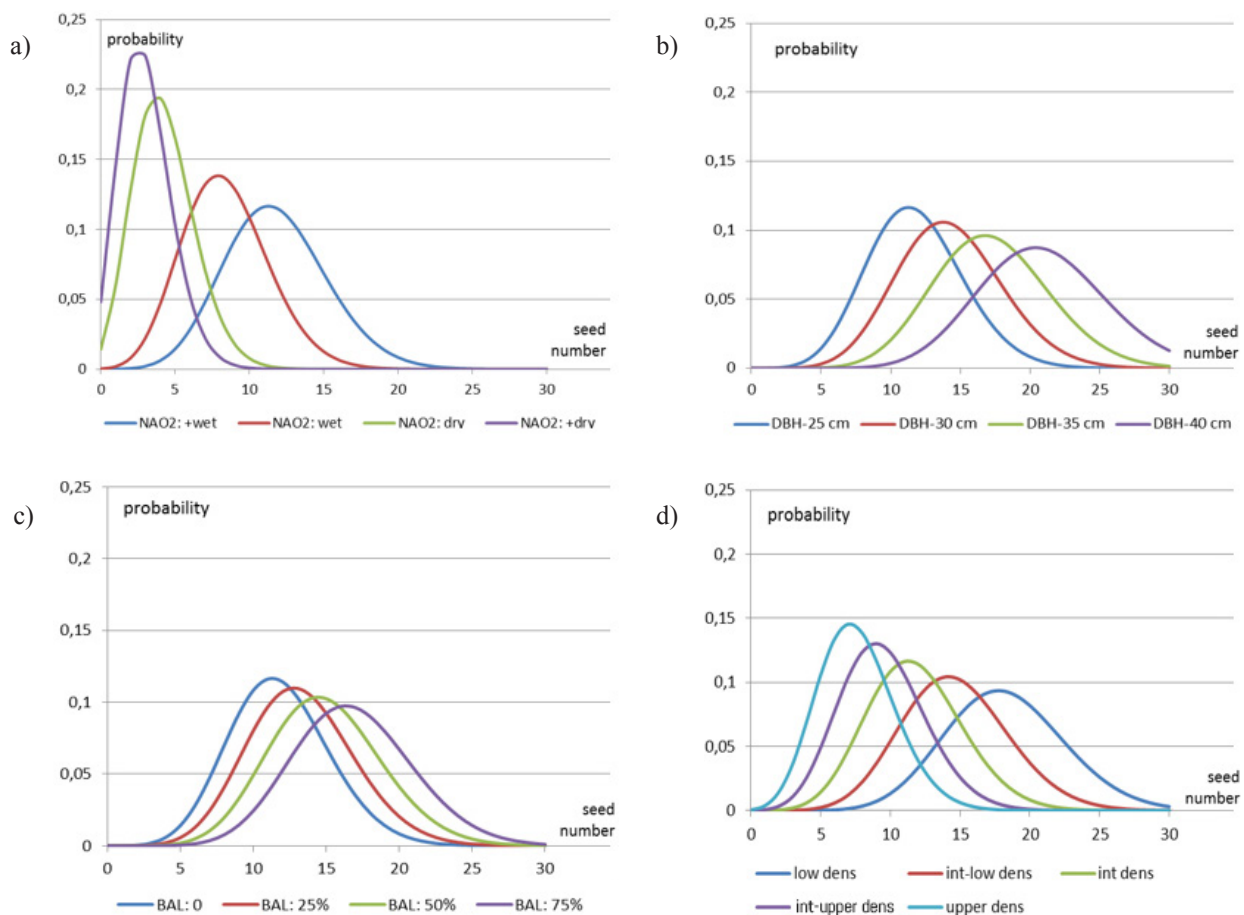 a)
0,25
probability
0,2
0,15
0,1
0,05
0
seed
number
0 5 10 15 20 25 30
NAO2: +wet NAO2: wet NAO2: drv NAO2: +drv
b)
0,25
probability
0,2
0,15
0,1
0,05
0
seed
number
0 5 10 15 20 25 30
DBH-25 cm DBH-30 cm DBH-35 cm DBH-40 cm
c)
0,25
probability
0,2
0,15
0,1
0,05
0
seed
number
0 5 10 15 20 25 30
BAL: 0 BAL: 25% BAL: 50% BAL: 75%
d)
0,25
probability
0,2
0,15
0,1
0,05
0
seed
number
0 5 10 15 20 25 30
low dens int-low dens int dens
int-upper dens upper dens